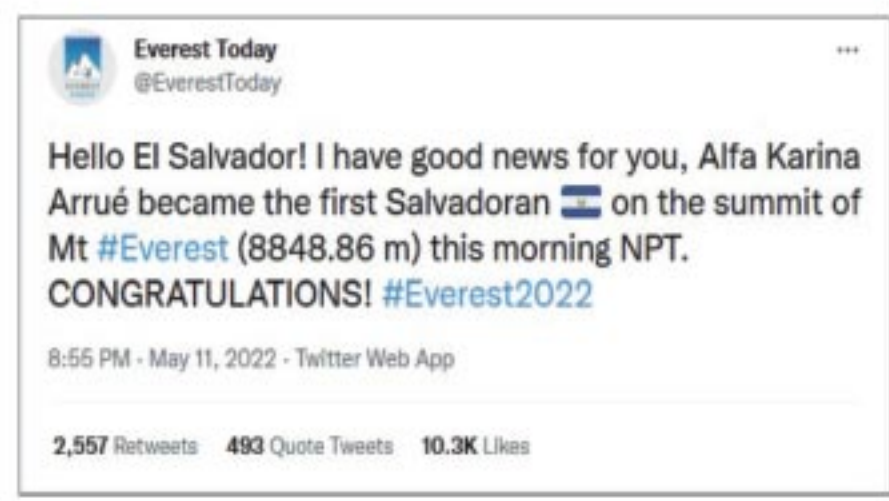 Everest Today
@EverestToday
Hello El Salvador! I have good news for you, Alfa Karina
Arrué became the first Salvadoran 🇸🇻 on the summit of
Mt #Everest (8848.86 m) this morning NPT.
CONGRATULATIONS! #Everest2022
8:55 PM · May 11, 2022 · Twitter Web App
2,557 Retweets 493 Quote Tweets 10.3K Likes